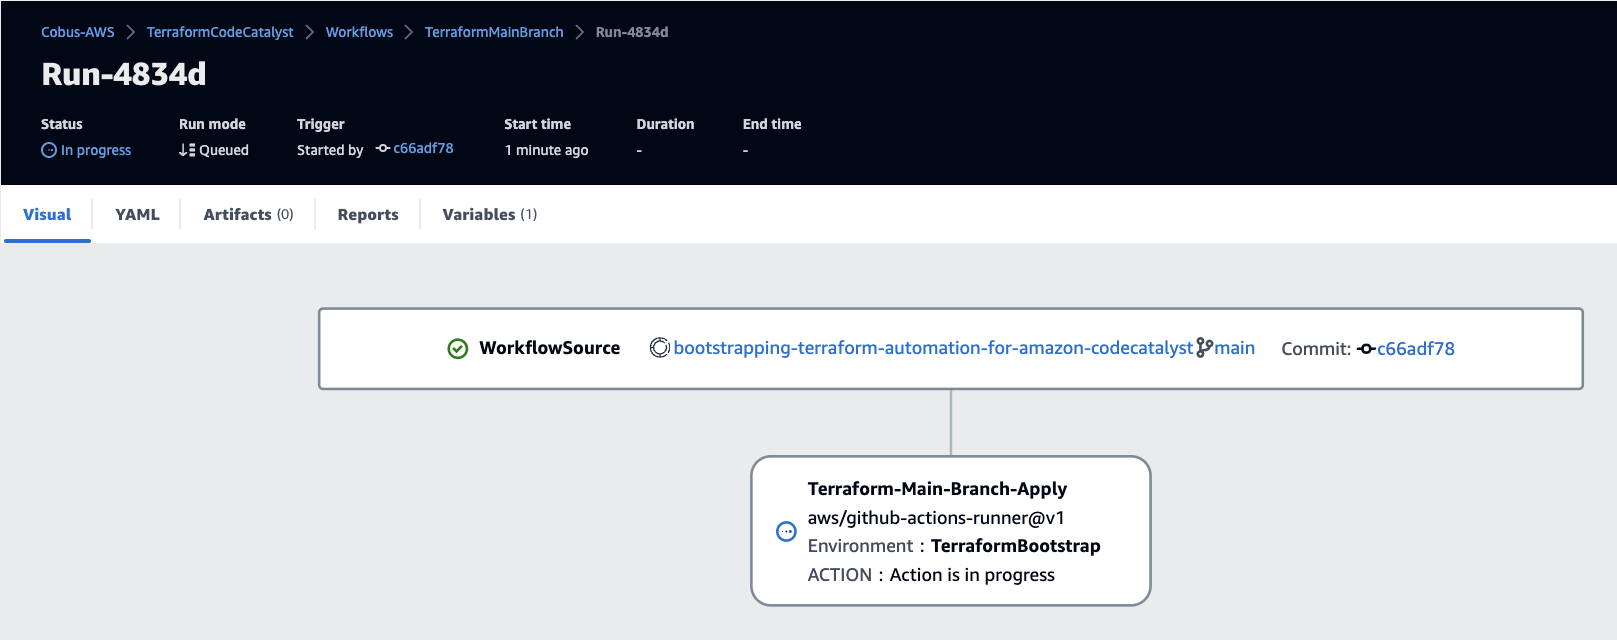 Cobus-AWS > TerraformCodeCatalyst > Workflows > TerraformMainBranch > Run-4834d
Run-4834d
Status Run mode Trigger Start time Duration End time
In progress Queued Started by c66adf78 1 minute ago - -
Visual YAML Artifacts (0) Reports Variables (1)
WorkflowSource bootstrapping-terraform-automation-for-amazon-codecatalyst main Commit: c66adf78
Terraform-Main-Branch-Apply
aws/github-actions-runner@v1
Environment : TerraformBootstrap
ACTION : Action is in progress